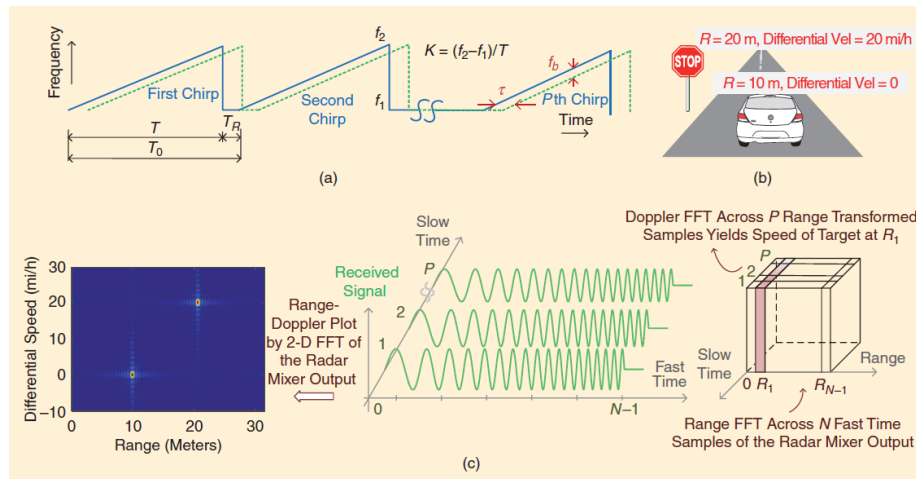 Frequency
First Chirp
Second
Chirp
f2
f1
K = (f2–f1)/T
fb
τ
Pth Chirp
Time
T
TR
T0
(a)
STOP
R = 20 m, Differential Vel = 20 mi/h
R = 10 m, Differential Vel = 0
(b)
Differential Speed (mi/h)
30
20
10
0
–10
0
10
20
30
Range (Meters)
Range-
Doppler Plot
by 2-D FFT of
the Radar
Mixer Output
Slow
Time
Received
Signal
P
2
1
0
N–1
Fast
Time
Doppler FFT Across P Range Transformed
Samples Yields Speed of Target at R1
P
2
1
Slow
Time
0 R1
RN–1
Range
Range FFT Across N Fast Time
Samples of the Radar Mixer Output
(c)